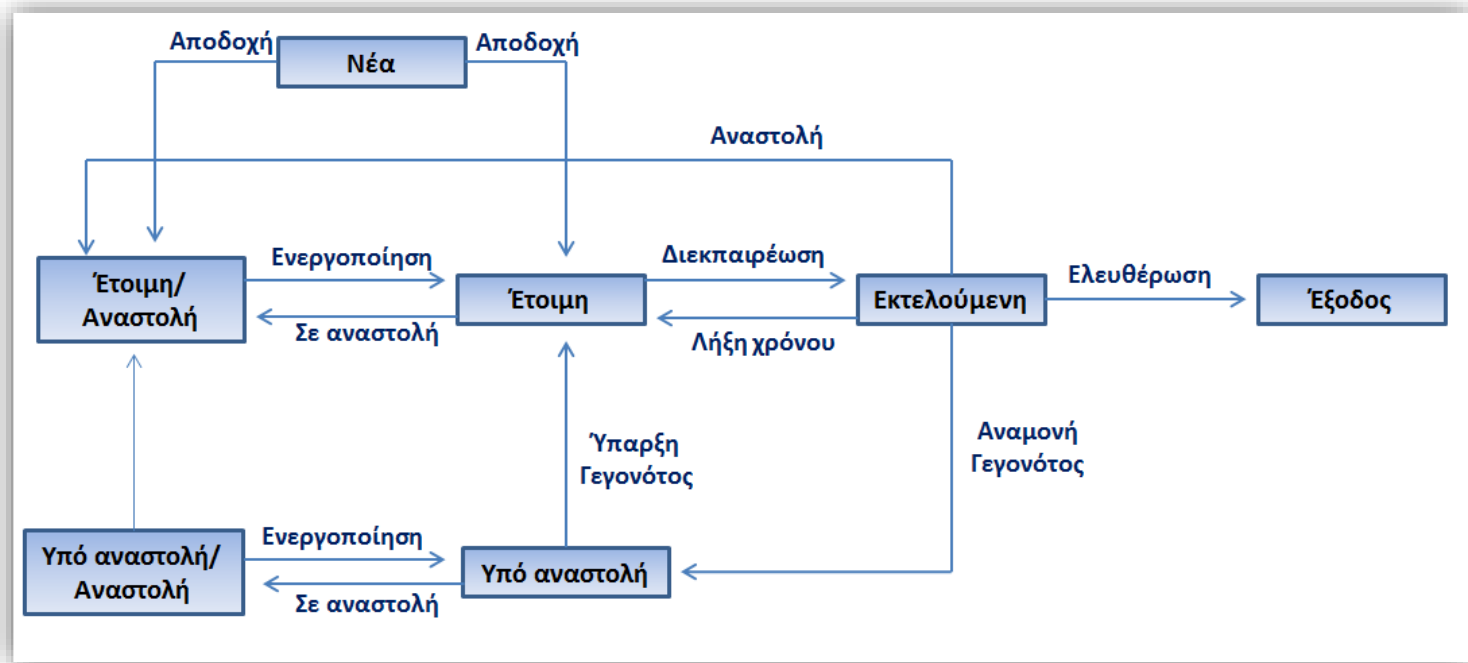 Αποδοχή
Αποδοχή
Νέα
Αναστολή
Ενεργοποίηση
Διεκπαιρέωση
Ελευθέρωση
Έτοιμη/
Αναστολή
Έτοιμη
Εκτελούμενη
Έξοδος
Σε αναστολή
Λήξη χρόνου
Ύπαρξη
Γεγονότος
Αναμονή
Γεγονότος
Υπό αναστολή/
Αναστολή
Ενεργοποίηση
Υπό αναστολή
Σε αναστολή